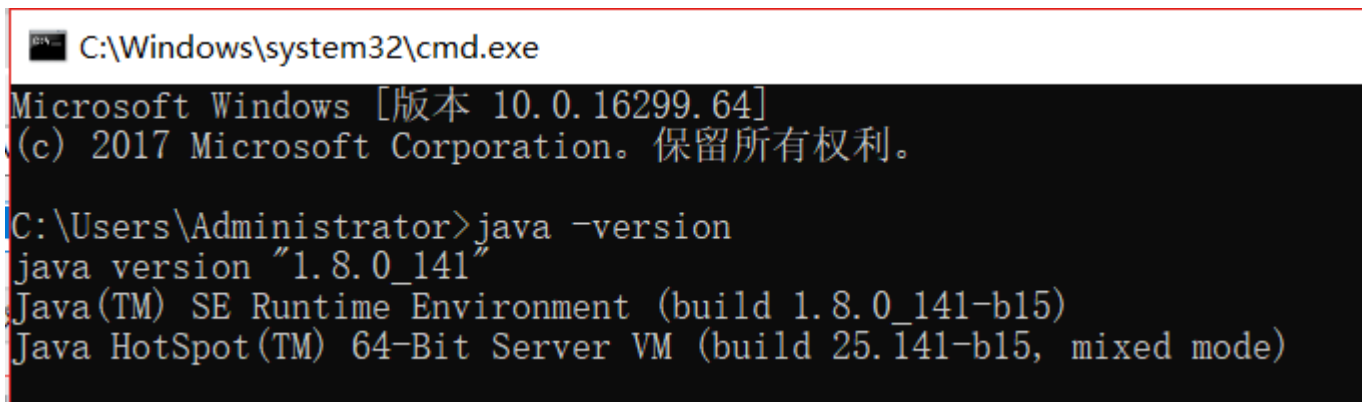 C:\Windows\system32\cmd.exe
Microsoft Windows [版本 10.0.16299.64]
(c) 2017 Microsoft Corporation。保留所有权利。
C:\Users\Administrator>java -version
java version "1.8.0_141"
Java(TM) SE Runtime Environment (build 1.8.0_141-b15)
Java HotSpot(TM) 64-Bit Server VM (build 25.141-b15, mixed mode)